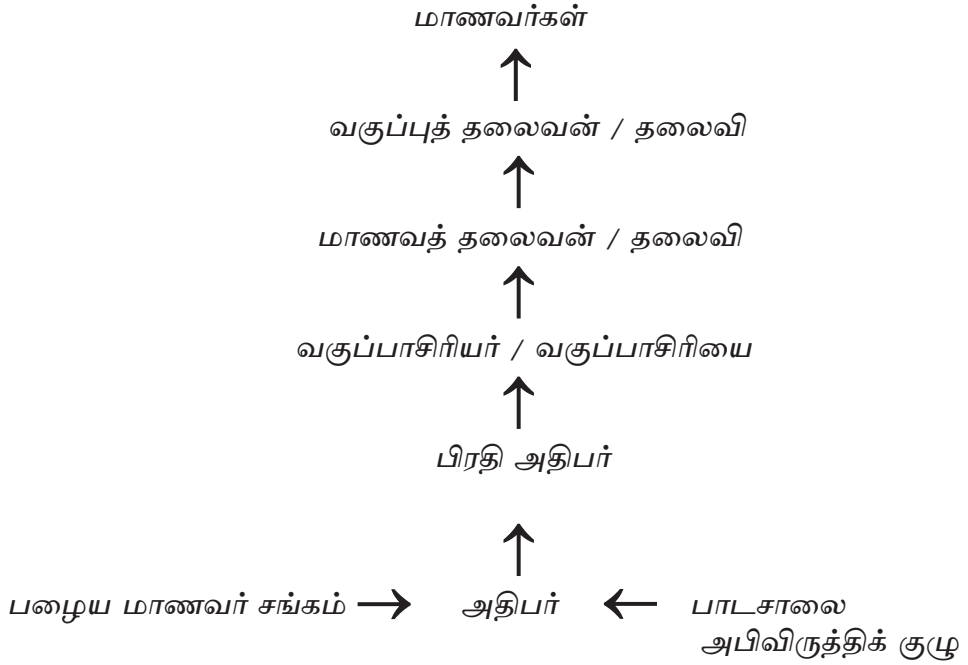 மாணவர்கள்
வகுப்புத் தலைவன் / தலைவி
மாணவத் தலைவன் / தலைவி
வகுப்பாசிரியர் / வகுப்பாசிரியை
பிரதி அதிபர்
பழைய மாணவர் சங்கம்
அதிபர்
பாடசாலை
அபிவிருத்திக் குழு